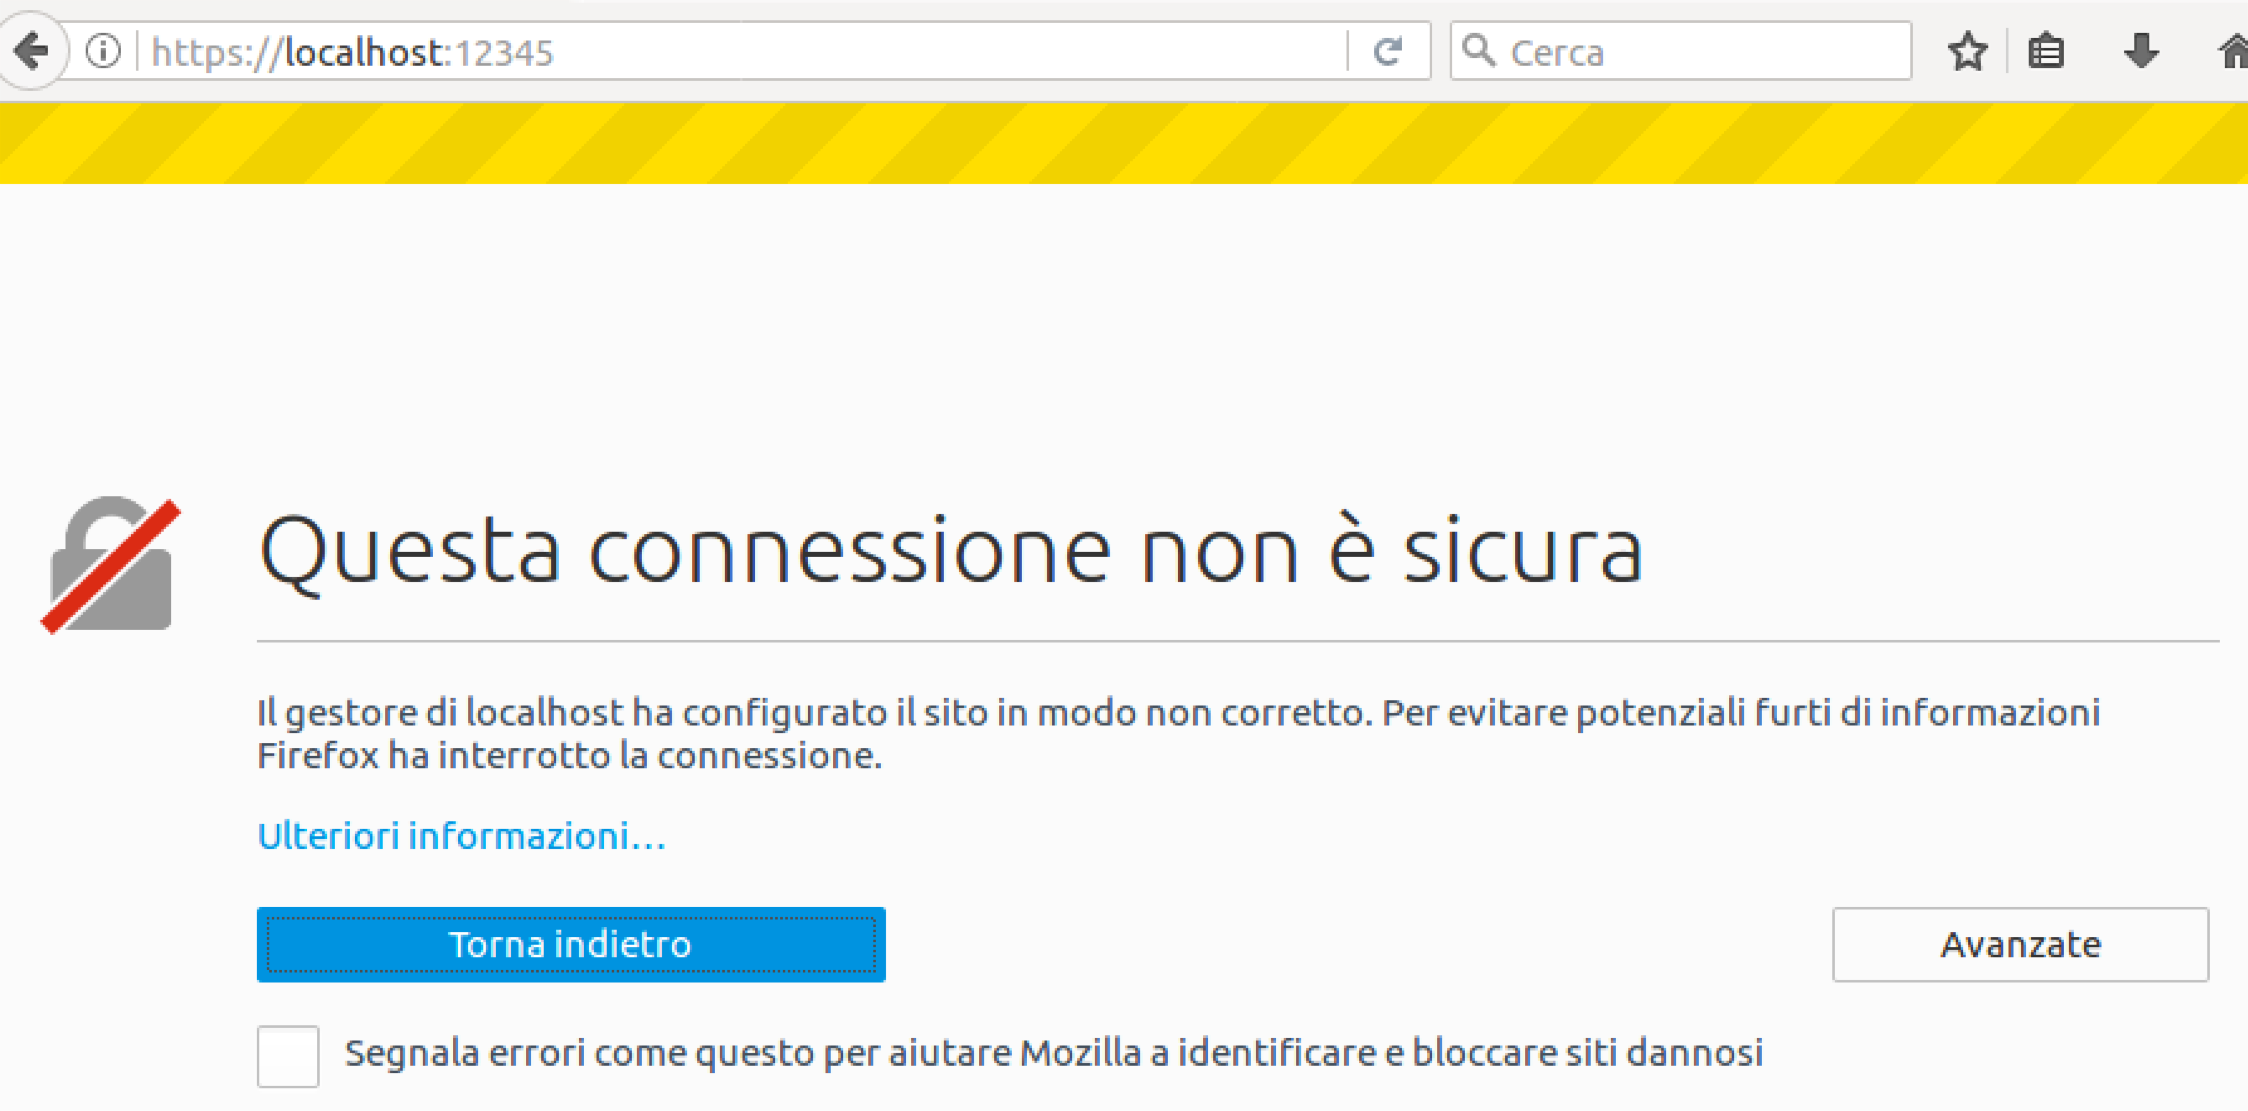 https://localhost:12345
Cerca
Questa connessione non è sicura
Il gestore di localhost ha configurato il sito in modo non corretto. Per evitare potenziali furti di informazioni
Firefox ha interrotto la connessione.
Ulteriori informazioni…
Torna indietro
Avanzate
Segnala errori come questo per aiutare Mozilla a identificare e bloccare siti dannosi